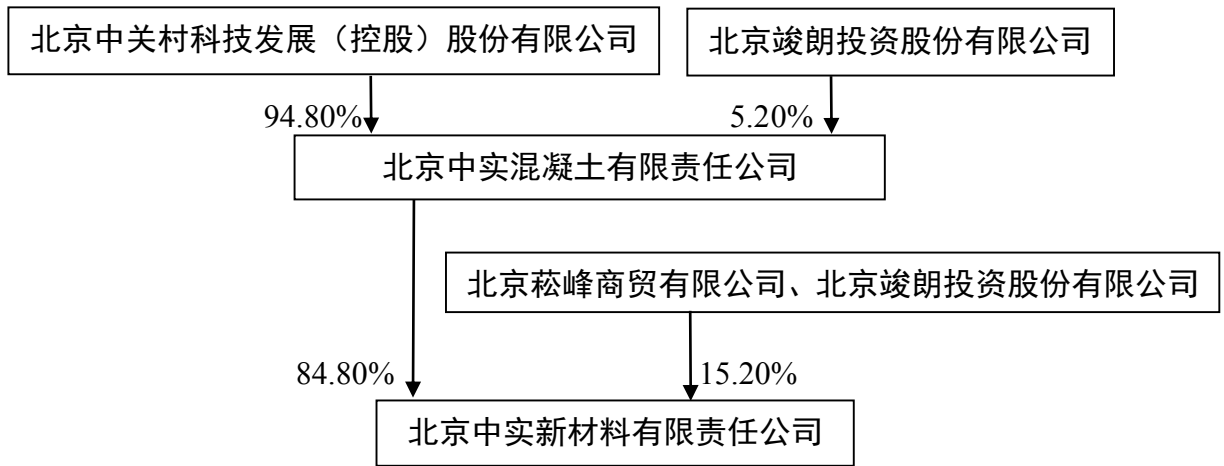 北京中关村科技发展（控股）股份有限公司
北京竣朗投资股份有限公司
94.80%
5.20%
北京中实混凝土有限责任公司
北京菘峰商贸有限公司、北京竣朗投资股份有限公司
84.80%
15.20%
北京中实新材料有限责任公司